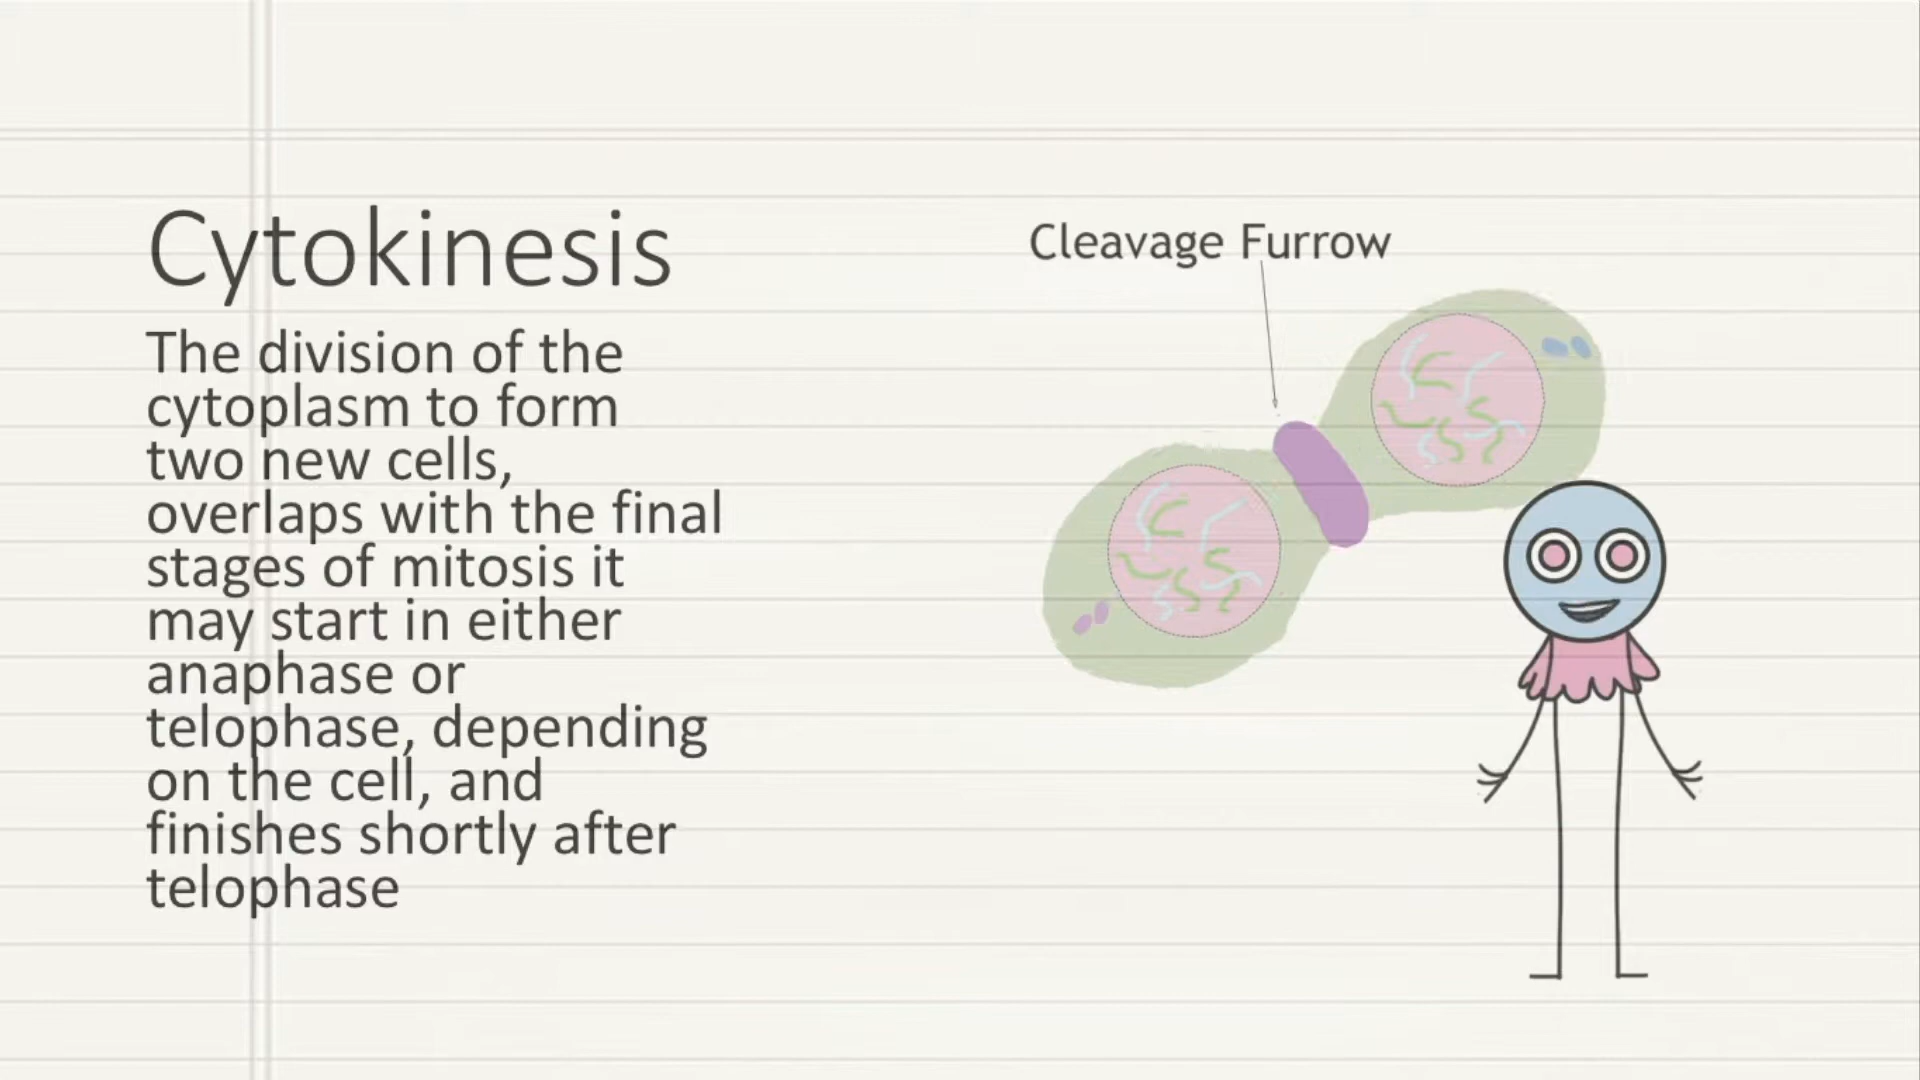 Cytokinesis
The division of the
cytoplasm to form
two new cells,
overlaps with the final
stages of mitosis it
may start in either
anaphase or
telophase, depending
on the cell, and
finishes shortly after
telophase
Cleavage Furrow